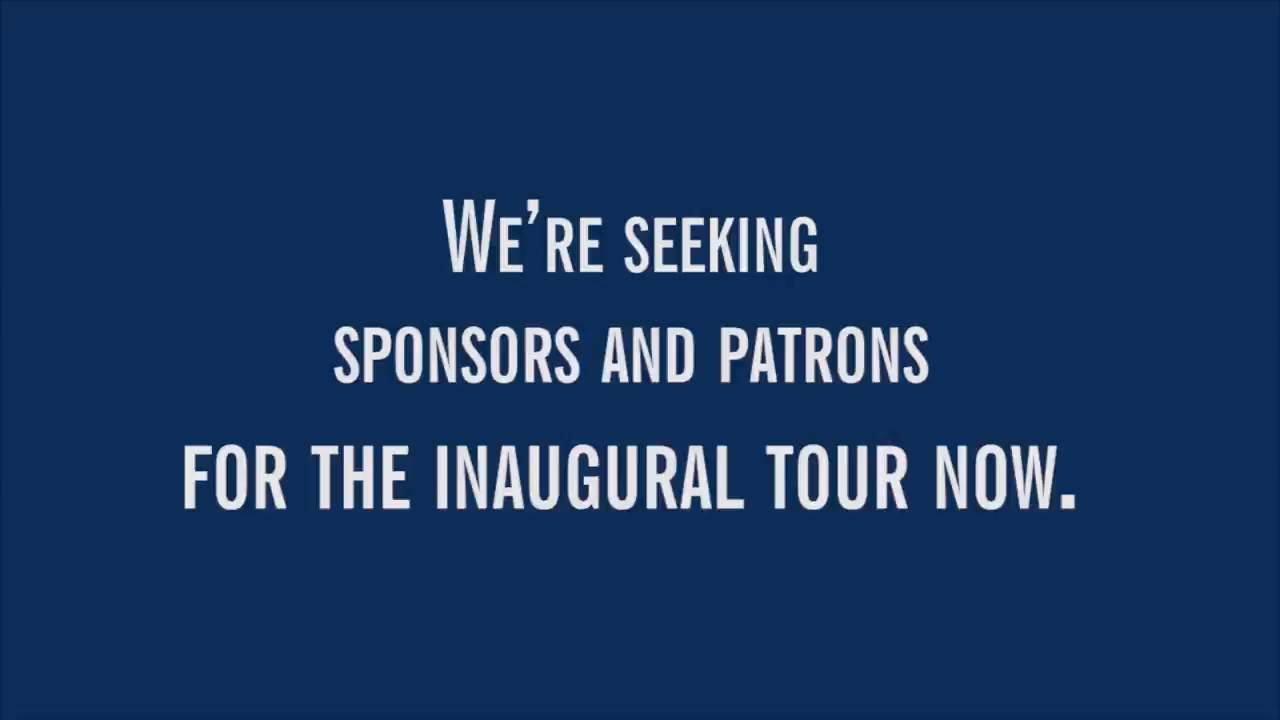 We’re seeking
sponsors and patrons
for the inaugural tour now.